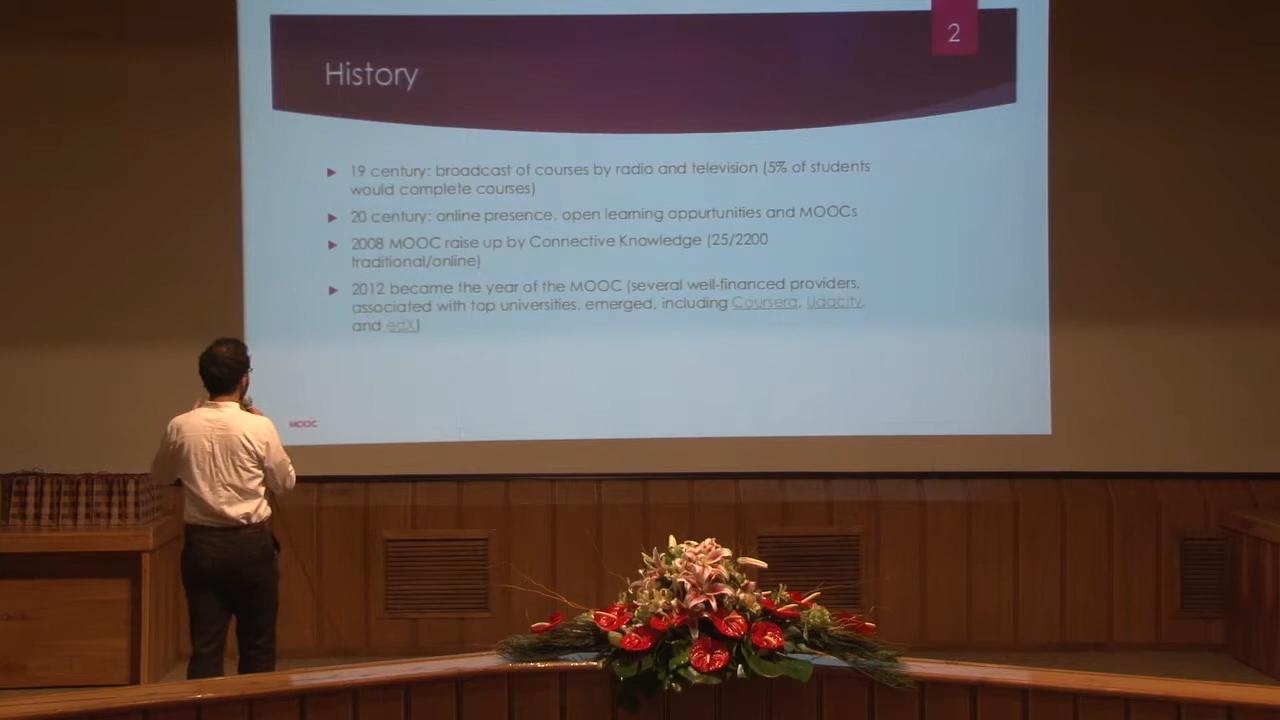 2
History
19 century: broadcast of courses by radio and television (5% of students
would complete courses)
20 century: online presence, open learning oppurtunities and MOOCs
2008 MOOC raise up by Connective Knowledge (25/2200
traditional/online)
2012 became the year of the MOOC (several well-financed providers,
associated with top universities, emerged, including Coursera, Udacity,
and edX)
MOOC